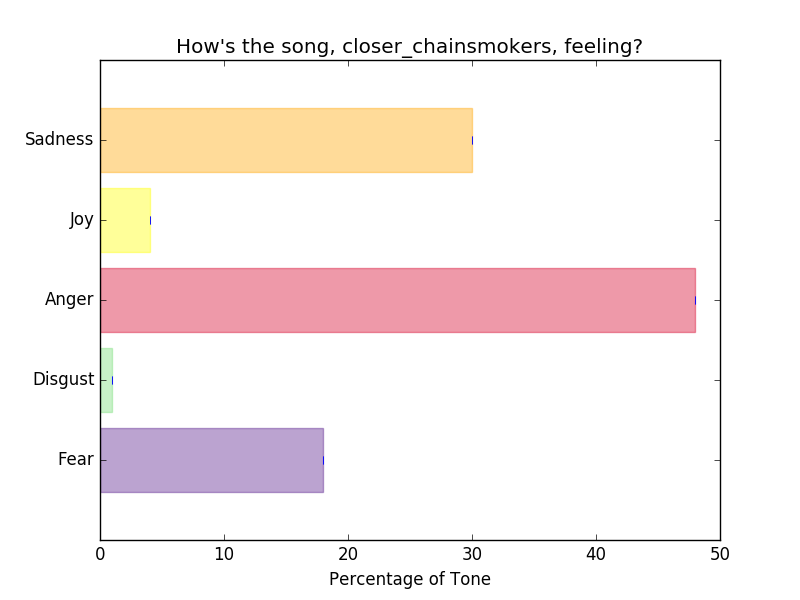 How's the song, closer_chainsmokers, feeling?
Sadness
Joy
Anger
Disgust
Fear
0 10 20 30 40 50
Percentage of Tone